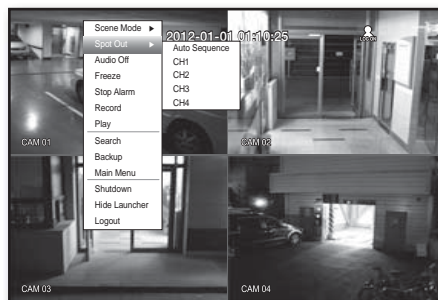 Scene Mode
2012-01-01 01:10:25
LOG ON
Spot Out
Auto Sequence
Audio Off
CH1
Freeze
CH2
Stop Alarm
CH3
Record
CH4
Play
CAM 01
Search
CAM 02
Backup
Main Menu
Shutdown
Hide Launcher
Logout
CAM 03
CAM 04